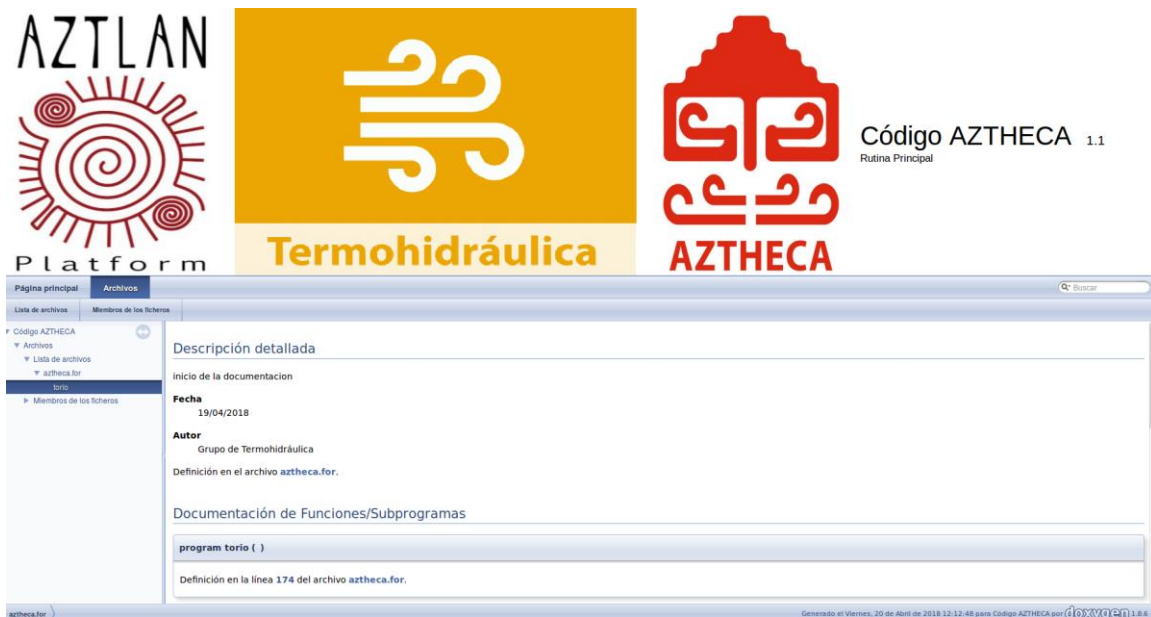 AZTLAN
Platform
Termohidráulica
AZTHECA
Código AZTHECA 1.1
Rutina Principal
Página principal
Archivos
Buscar
Lista de archivos
Miembros de los ficheros
Código AZTHECA
Archivos
Lista de archivos
aztheca.for
torio
Miembros de los ficheros
Descripción detallada
inicio de la documentacion
Fecha
19/04/2018
Autor
Grupo de Termohidráulica
Definición en el archivo aztheca.for.
Documentación de Funciones/Subprogramas
program torio ( )
Definición en la línea 174 del archivo aztheca.for.
aztheca.for
Generado el Viernes, 20 de Abril de 2018 12:12:48 para Código AZTHECA por doxygen 1.8.6